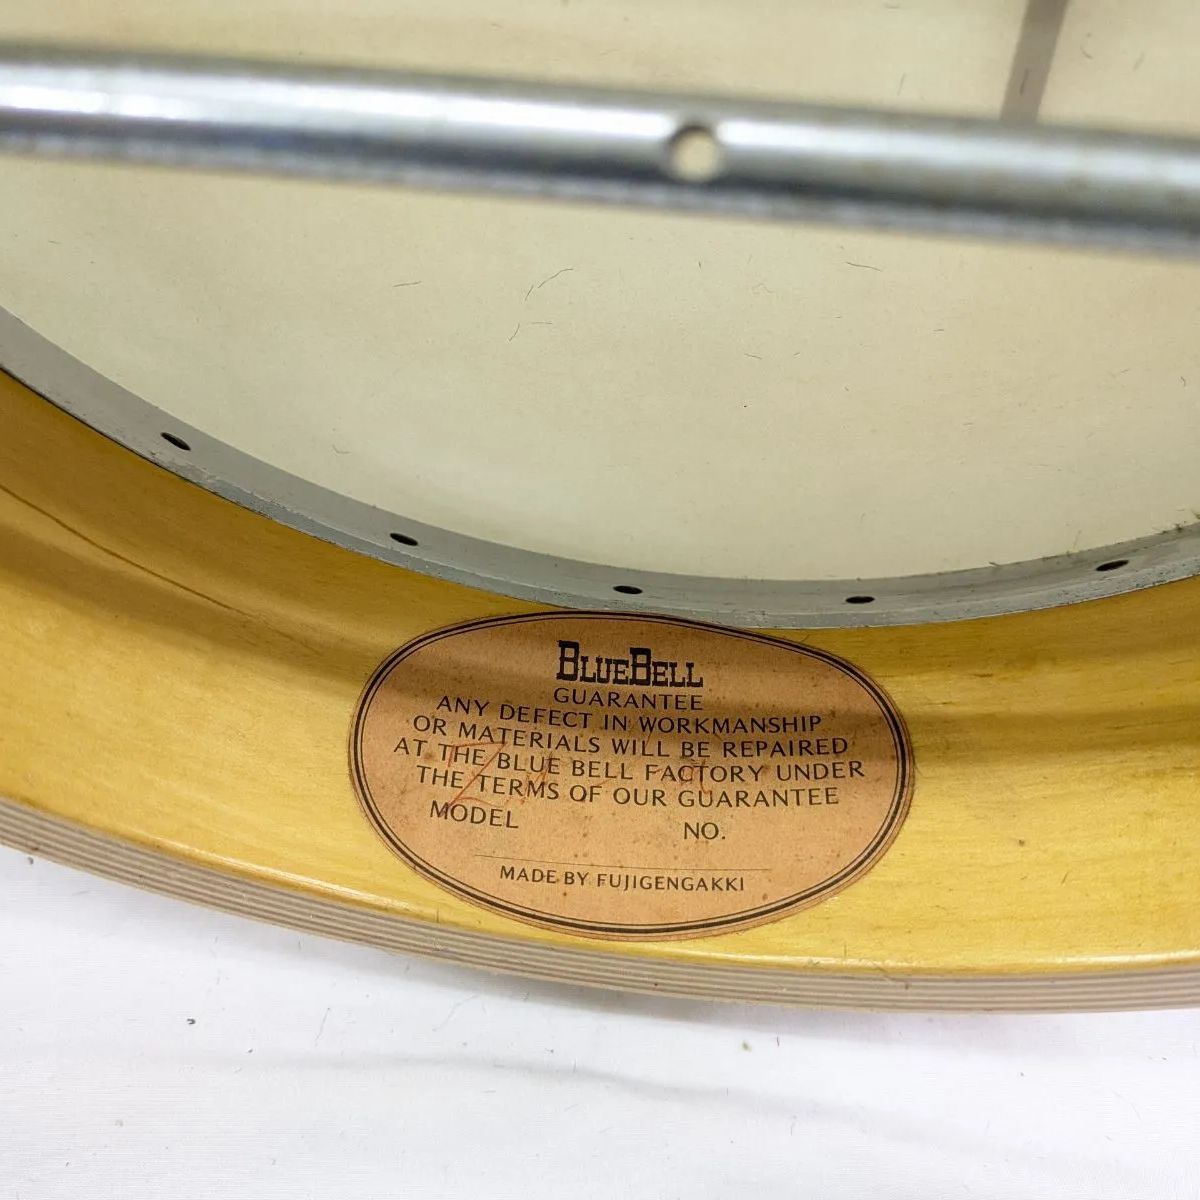 BLUEBELL
GUARANTEE
ANY DEFECT IN WORKMANSHIP
OR MATERIALS WILL BE REPAIRED
AT THE BLUE BELL FACTORY UNDER
THE TERMS OF OUR GUARANTEE
MODEL NO.
MADE BY FUJIGENGAKKI